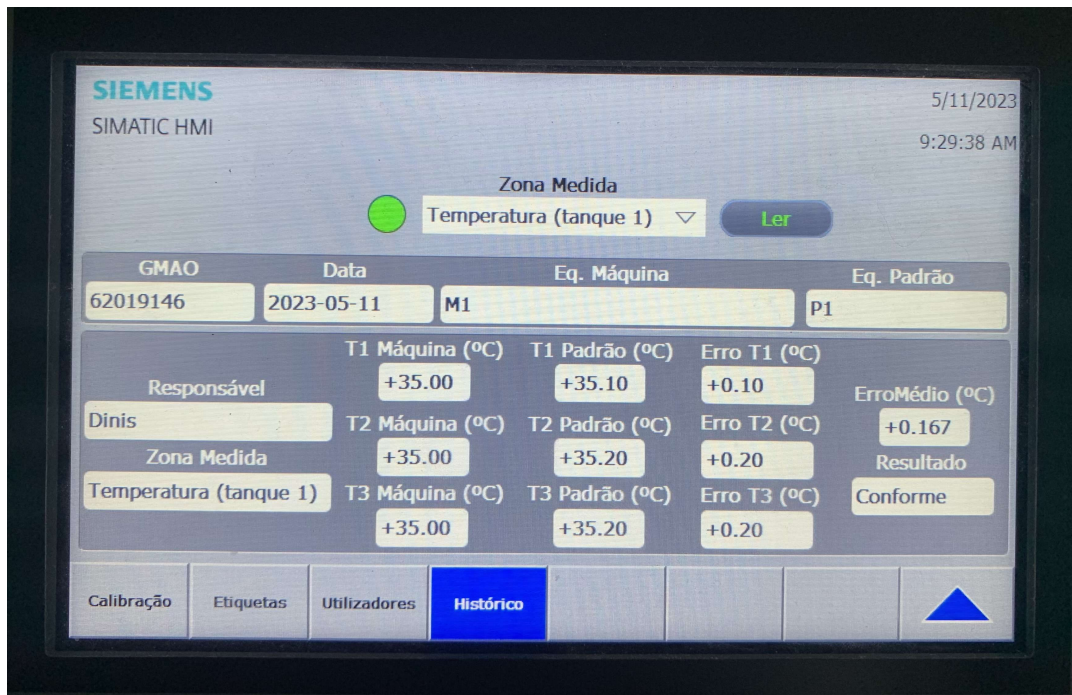 SIEMENS
5/11/2023
SIMATIC HMI
9:29:38 AM
Zona Medida
Temperatura (tanque 1) Ler
GMAO Data Eq. Máquina Eq. Padrão
62019146 2023-05-11 M1 P1
T1 Máquina (ºC) T1 Padrão (ºC) Erro T1 (ºC)
Responsável +35.00 +35.10 +0.10 ErroMédio (ºC)
Dinis T2 Máquina (ºC) T2 Padrão (ºC) Erro T2 (ºC) +0.167
Zona Medida +35.00 +35.20 +0.20 Resultado
Temperatura (tanque 1) T3 Máquina (ºC) T3 Padrão (ºC) Erro T3 (ºC) Conforme
+35.00 +35.20 +0.20
Calibração Etiquetas Utilizadores Histórico